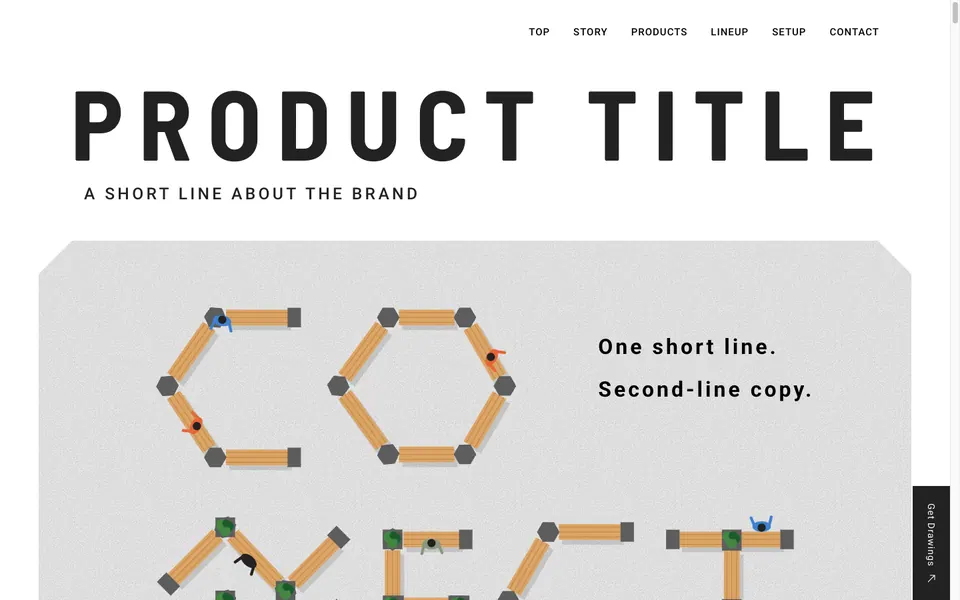 TOP STORY PRODUCTS LINEUP SETUP CONTACT
PRODUCT TITLE
A SHORT LINE ABOUT THE BRAND
One short line.
Second-line copy.
Get Drawings